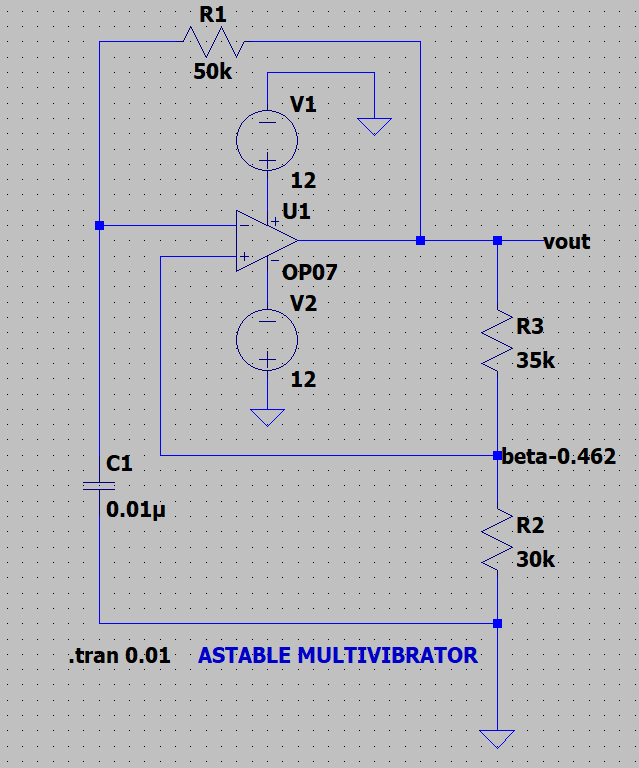 R1
50k
V1
12
U1
OP07
V2
12
vout
R3
35k
beta-0.462
C1
0.01µ
R2
30k
.tran 0.01 ASTABLE MULTIVIBRATOR